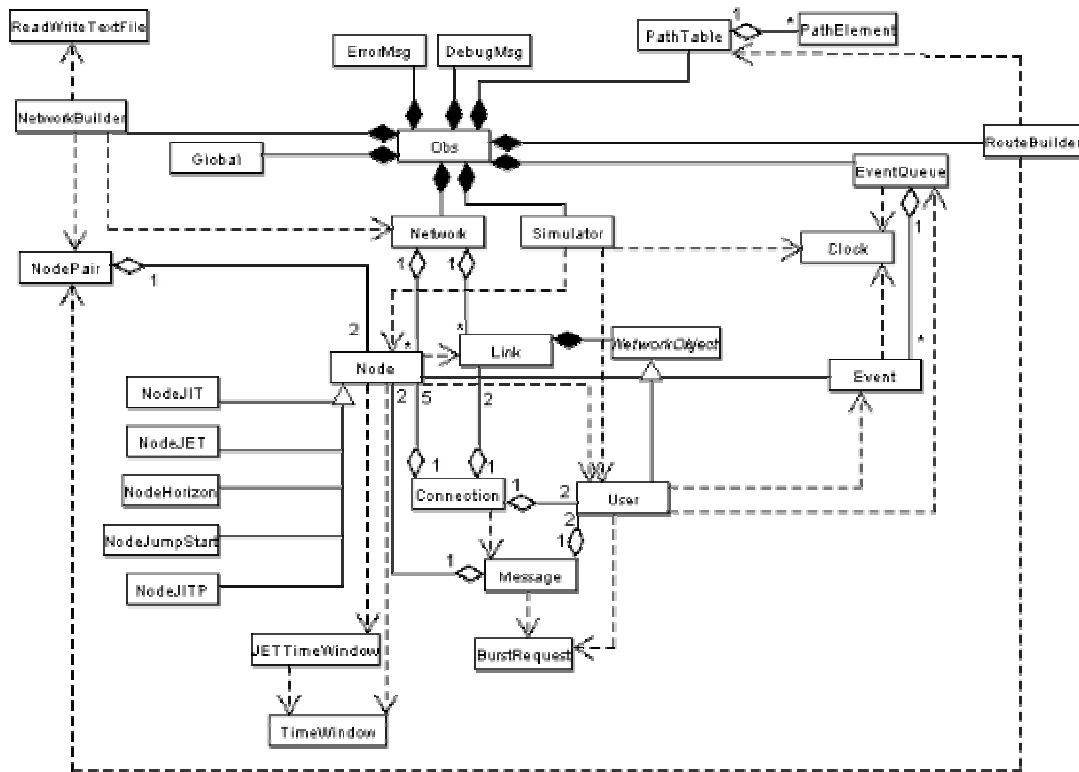 ReadWriteTextFile
ErrorMsg
DebugMsg
PathTable
1
*
PathElement
NetworkBuilder
Obs
Global
RouteBuilder
EventQueue
1
Network
Simulator
Clock
1
1
NodePair
1
2
*
*
*
Node
Link
NetworkObject
Event
2
5
2
NodeJIT
NodeJET
NodeHorizon
NodeJumpStart
NodeJITP
1
1
Connection
1
2
User
2
1
1
Message
JETTimeWindow
BurstRequest
TimeWindow